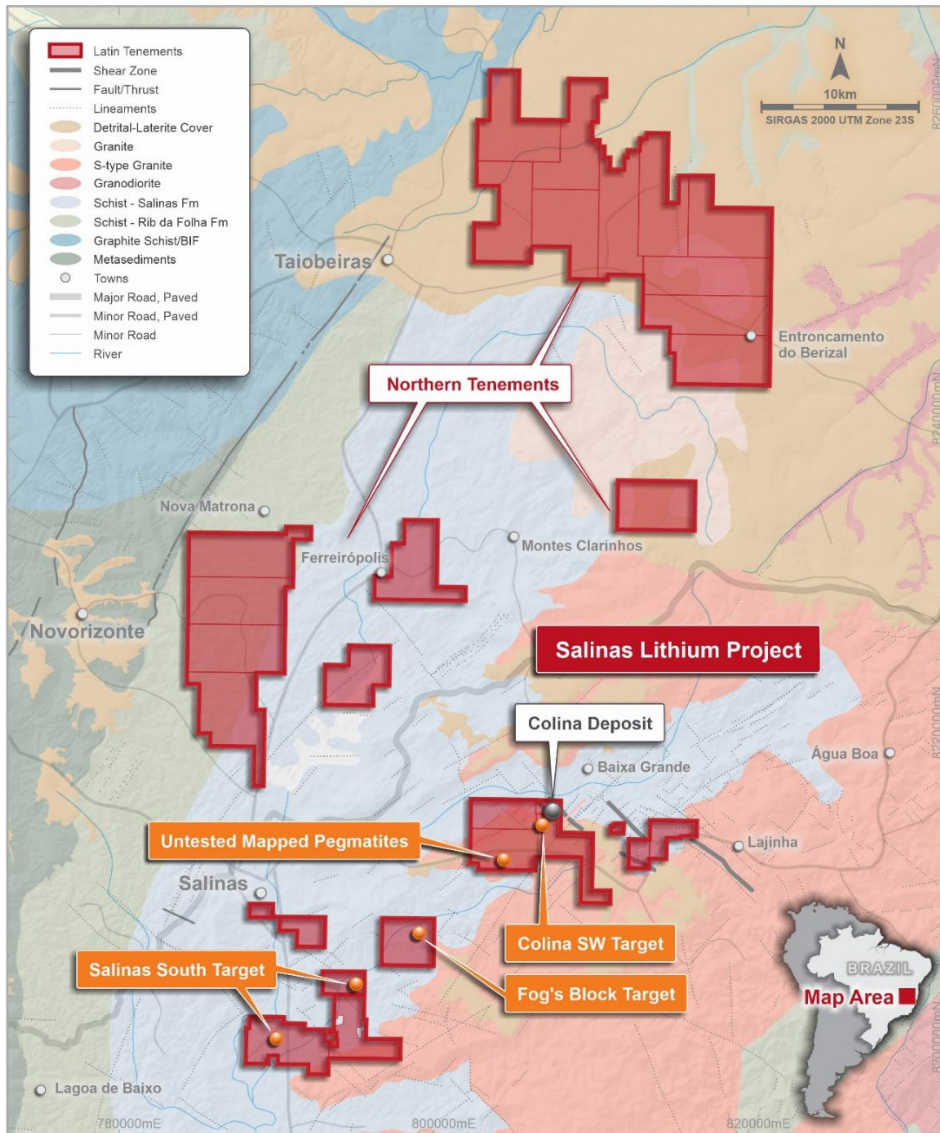 Latin Tenements
Shear Zone
Fault/Thrust
Lineaments
Detrital-Laterite Cover
Granite
S-type Granite
Granodiorite
Schist - Salinas Fm
Schist - Rib da Folha Fm
Graphite Schist/BIF
Metasediments
Towns
Major Road, Paved
Minor Road, Paved
Minor Road
River
N
10km
SIRGAS 2000 UTM Zone 23S
8260000mN
Taiobeiras
Entroncamento
do Berizal
Northern Tenements
8240000mN
Nova Matrona
Ferreirópolis
Montes Clarinhos
Novorizonte
Salinas Lithium Project
8220000mN
Colina Deposit
Baixa Grande
Água Boa
Untested Mapped Pegmatites
Lajinha
Salinas
Colina SW Target
Salinas South Target
Fog's Block Target
BRAZIL
Map Area
8200000mN
Lagoa de Baixo
780000mE
800000mE
820000mE